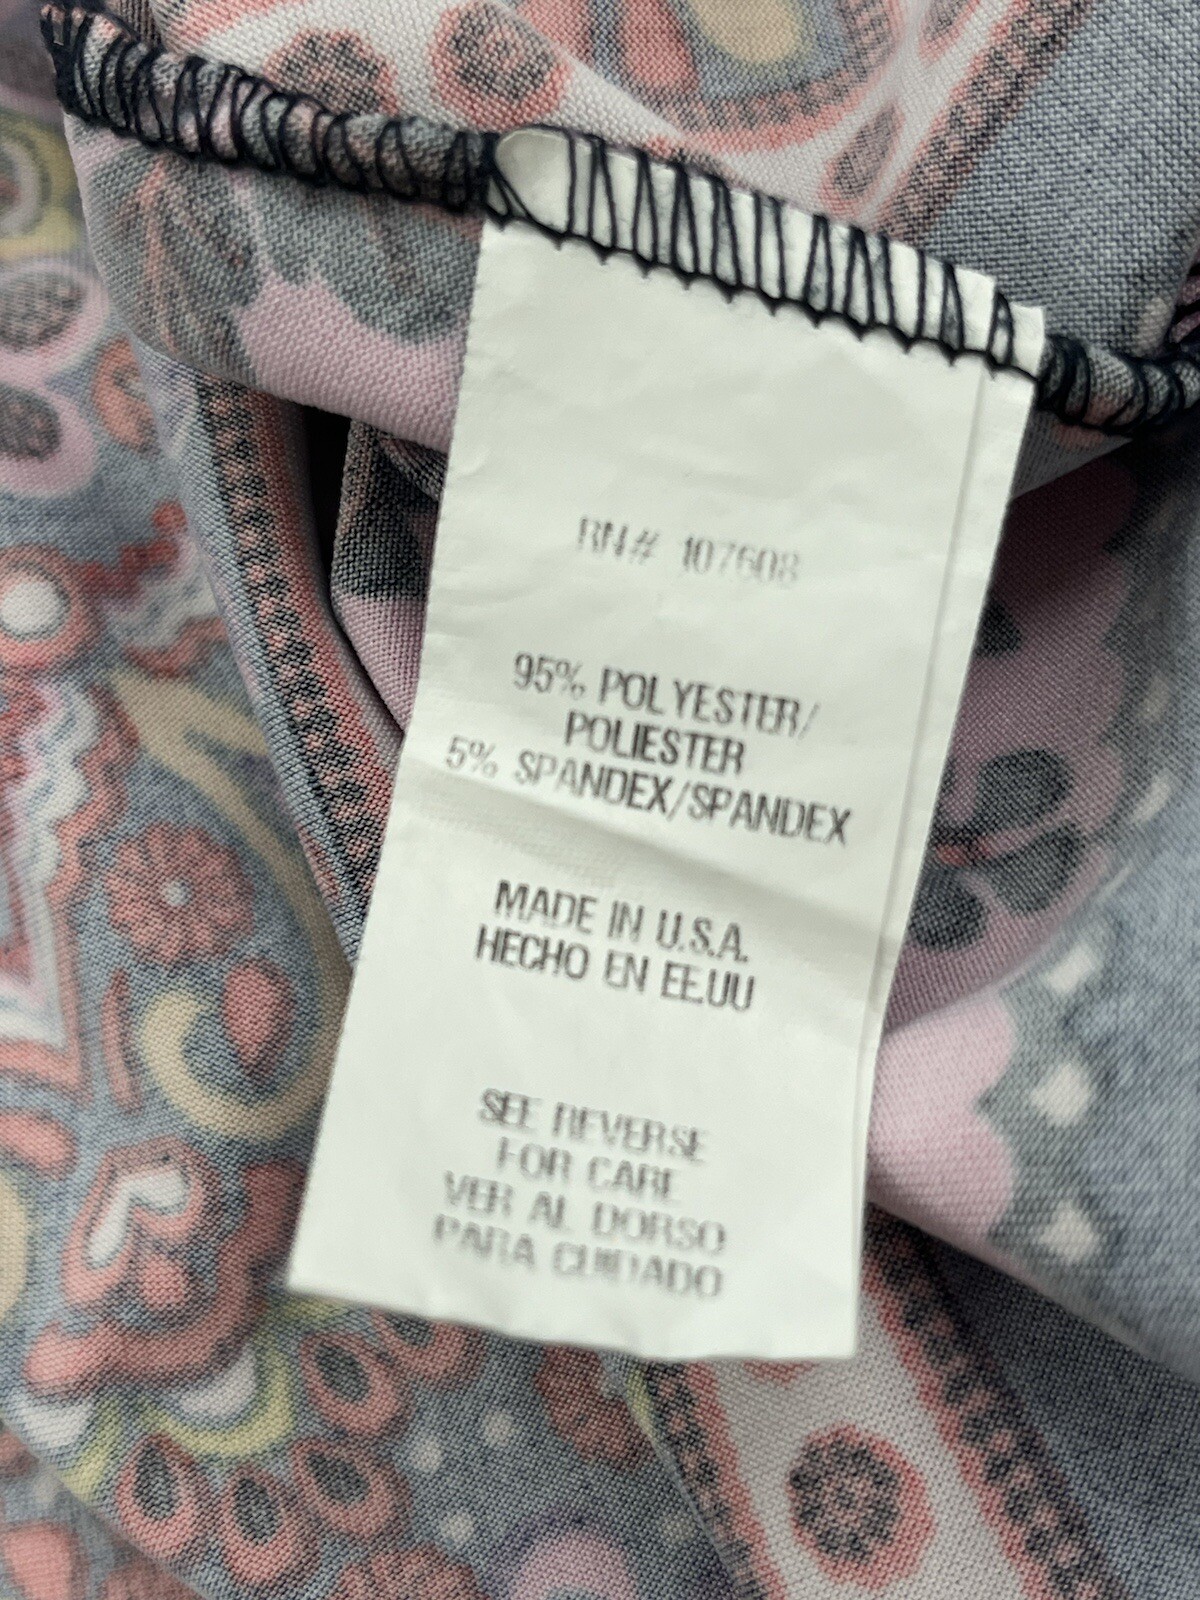 RN# 107608
95% POLYESTER/
POLIESTER
5% SPANDEX/SPANDEX
MADE IN U.S.A.
HECHO EN EE.UU
SEE REVERSE
FOR CARE
VER AL DORSO
PARA CUIDADO